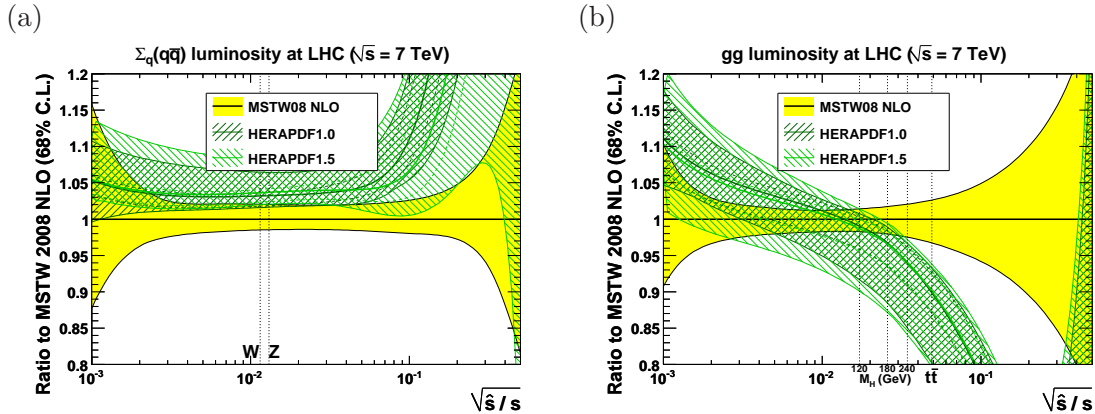 (a)
Σq(qq̅) luminosity at LHC (√s = 7 TeV)
Ratio to MSTW 2008 NLO (68% C.L.)
1.2
1.15
1.1
1.05
1
0.95
0.9
0.85
0.8
MSTW08 NLO
HERAPDF1.0
HERAPDF1.5
W Z
10⁻³
10⁻²
10⁻¹
√ŝ / s
(b)
gg luminosity at LHC (√s = 7 TeV)
Ratio to MSTW 2008 NLO (68% C.L.)
1.2
1.15
1.1
1.05
1
0.95
0.9
0.85
0.8
MSTW08 NLO
HERAPDF1.0
HERAPDF1.5
120 180 240
M_H (GeV)
tt̅
10⁻³
10⁻²
10⁻¹
√ŝ / s